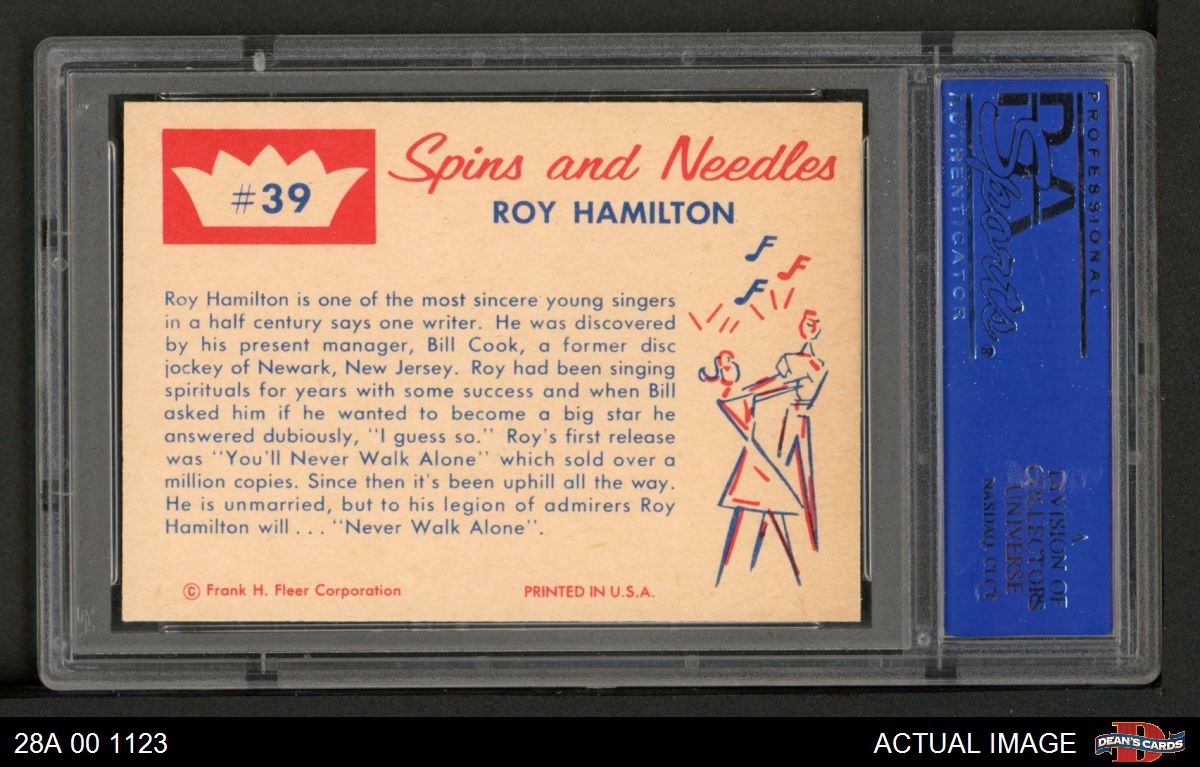 #39
Spins and Needles
ROY HAMILTON
Roy Hamilton is one of the most sincere young singers
in a half century says one writer. He was discovered
by his present manager, Bill Cook, a former disc
jockey of Newark, New Jersey. Roy had been singing
spirituals for years with some success and when Bill
asked him if he wanted to become a big star he
answered dubiously, "I guess so." Roy's first release
was "You'll Never Walk Alone" which sold over a
million copies. Since then it's been uphill all the way.
He is unmarried, but to his legion of admirers Roy
Hamilton will . . . "Never Walk Alone".
© Frank H. Fleer Corporation
PRINTED IN U.S.A.
PROFESSIONAL
PSA
Sports®
AUTHENTICATOR
A
DIVISION OF
COLLECTORS
UNIVERSE
NASDAQ: CLCT
28A 00 1123
ACTUAL IMAGE
D
DEAN'S CARDS